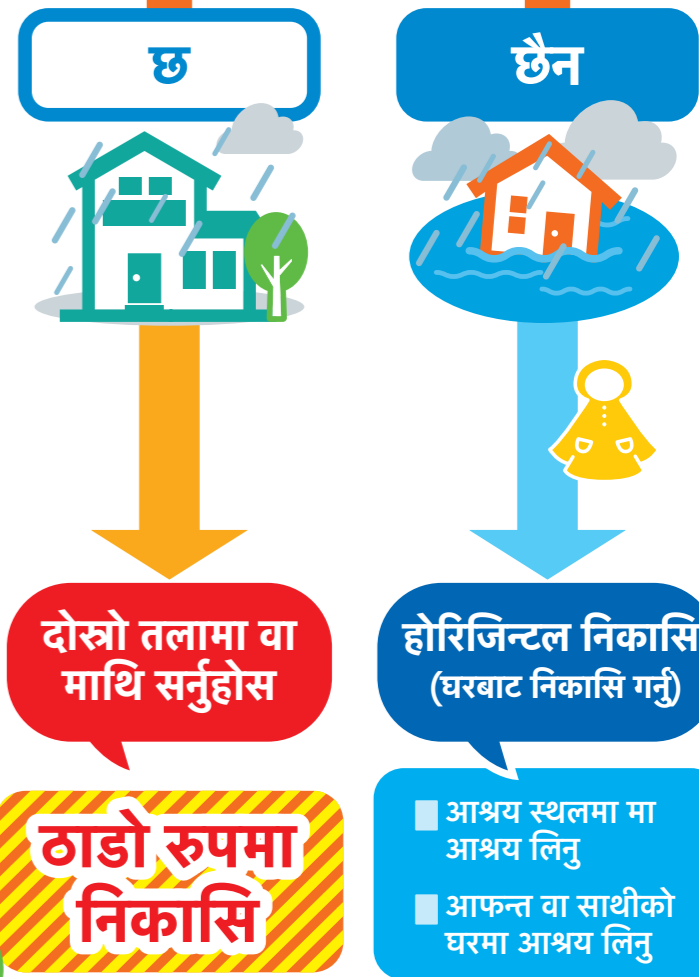 छ
छैन
दोस्रो तलामा वा
माथि सर्नुहोस
ठाडो रुपमा
निकासि
होरिजिन्टल निकासि
(घरबाट निकासि गर्नु)
आश्रय स्थलमा मा
आश्रय लिनु
आफन्त वा साथीको
घरमा आश्रय लिनु